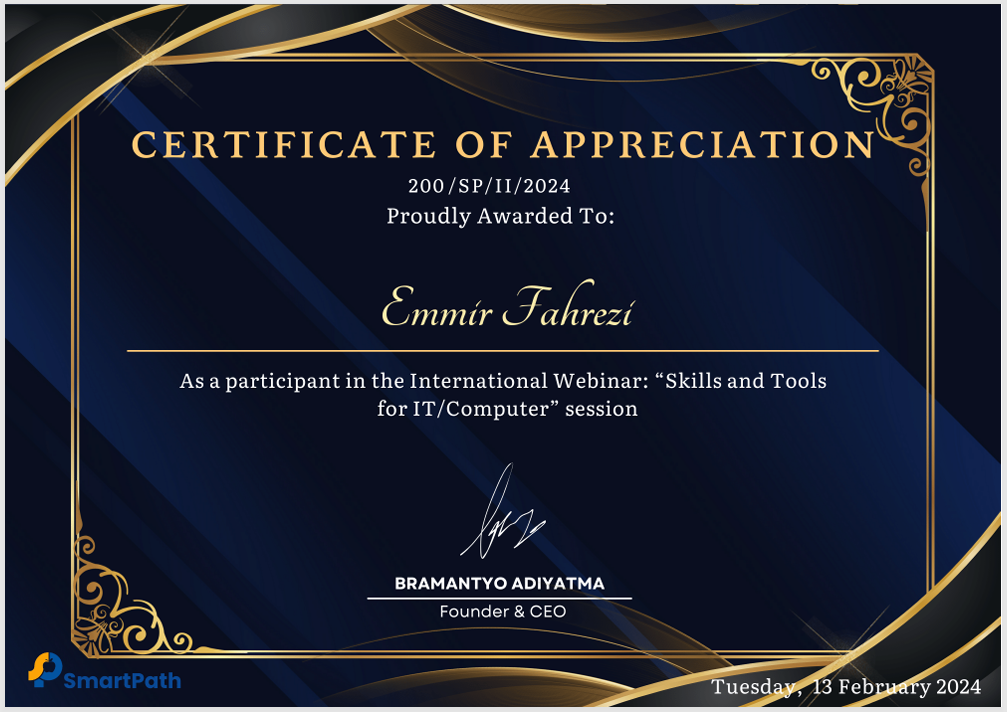 CERTIFICATE OF APPRECIATION
200/SP/II/2024
Proudly Awarded To:
Emmir Fahrezi
As a participant in the International Webinar: “Skills and Tools
for IT/Computer” session
BRAMANTYO ADIYATMA
Founder & CEO
SmartPath
Tuesday, 13 February 2024